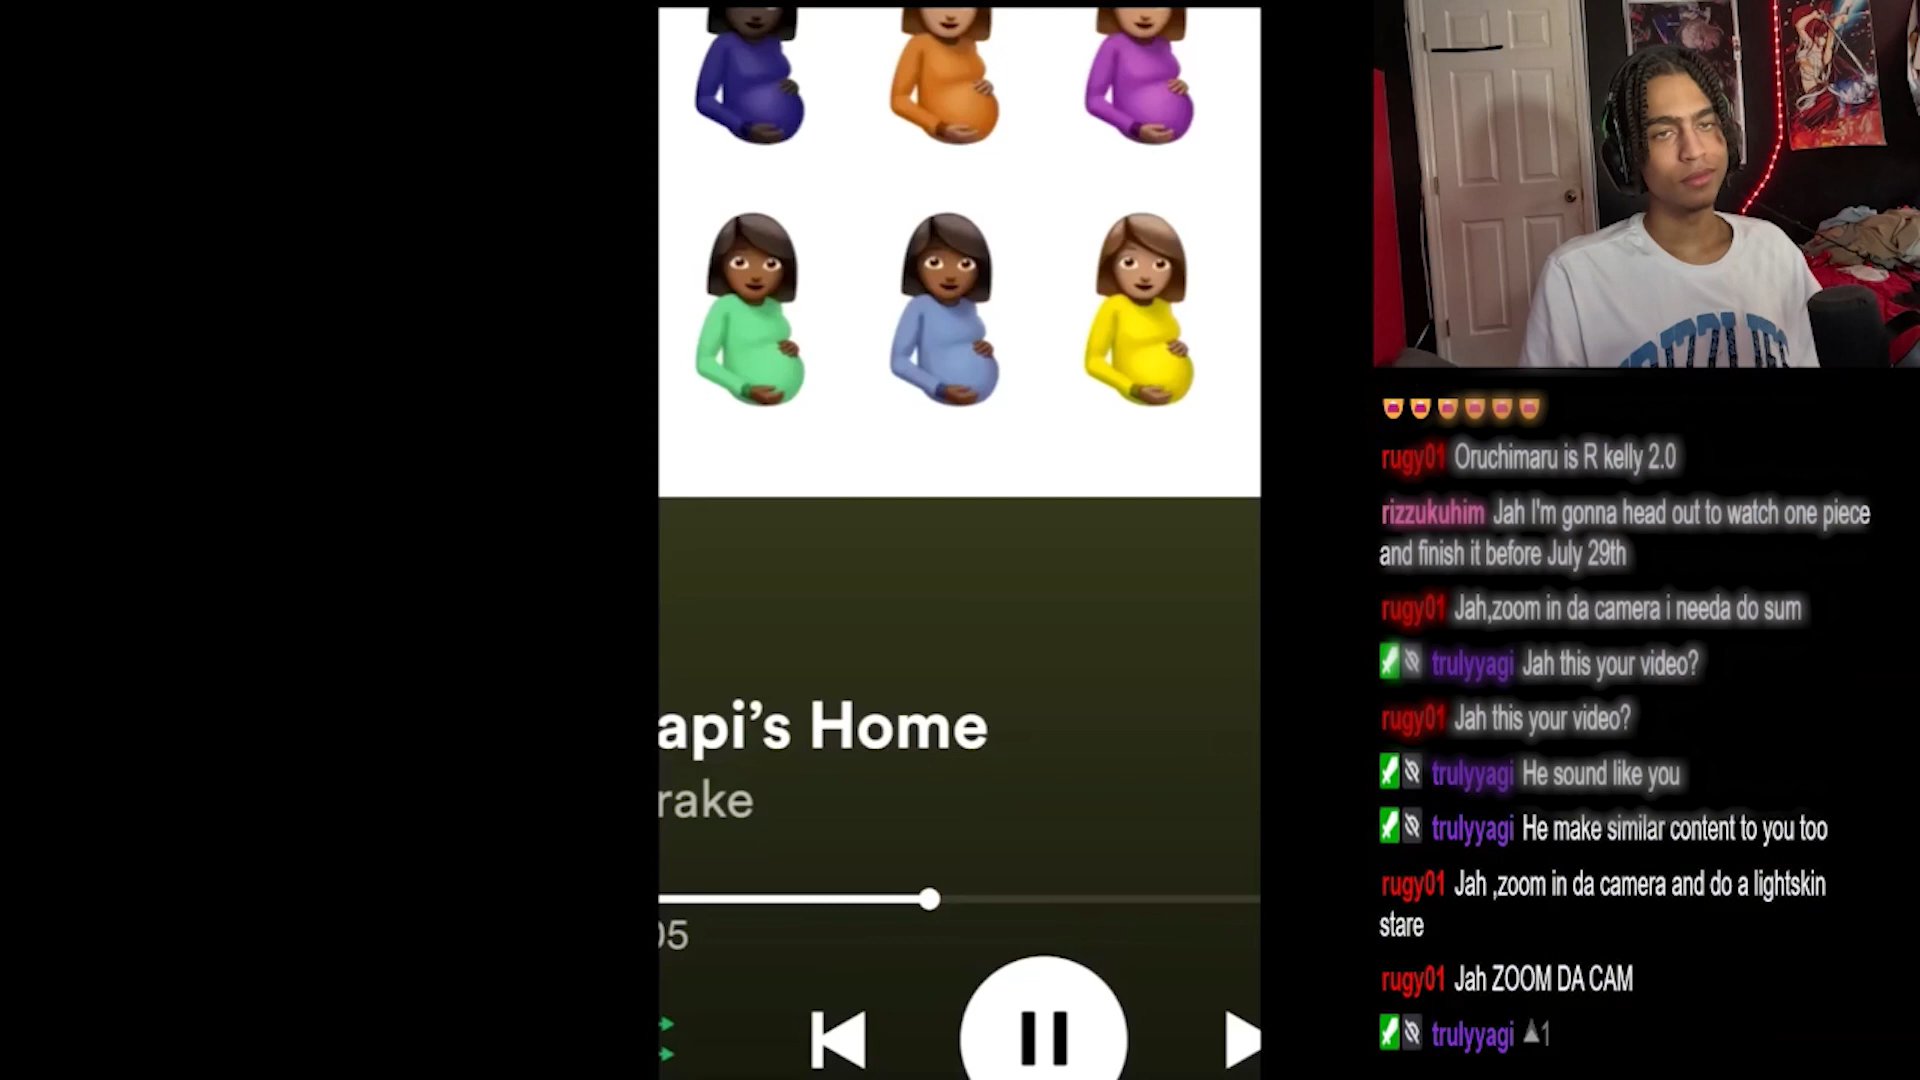 api's Home
rake
05
RIZZLIES
rugy01 Oruchimaru is R kelly 2.0
rizzukuhim Jah I'm gonna head out to watch one piece
and finish it before July 29th
rugy01 Jah,zoom in da camera i needa do sum
trulyyagi Jah this your video?
rugy01 Jah this your video?
trulyyagi He sound like you
trulyyagi He make similar content to you too
rugy01 Jah ,zoom in da camera and do a lightskin
stare
rugy01 Jah ZOOM DA CAM
trulyyagi ▲1